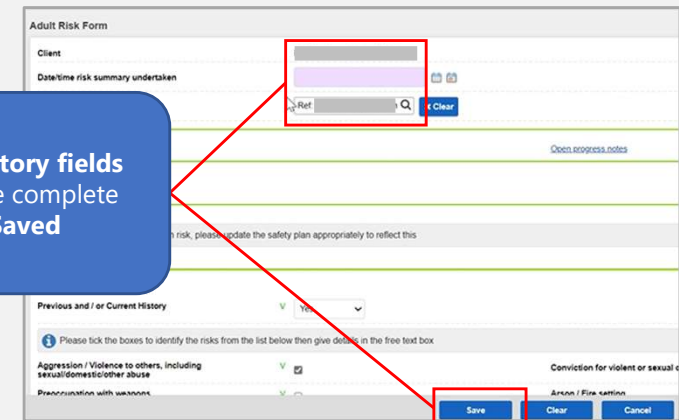 Adult Risk Form
Client
Date/time risk summary undertaken
Ref
Clear
tory fields
e complete
Saved
Open progress notes
risk, please update the safety plan appropriately to reflect this
Previous and / or Current History V Yes
Please tick the boxes to identify the risks from the list below then give details in the free text box
Aggression / Violence to others, including V
sexual/domestic/other abuse
Conviction for violent or sexual
Preoccupation with weapons
Arson / Fire setting
Save Clear Cancel